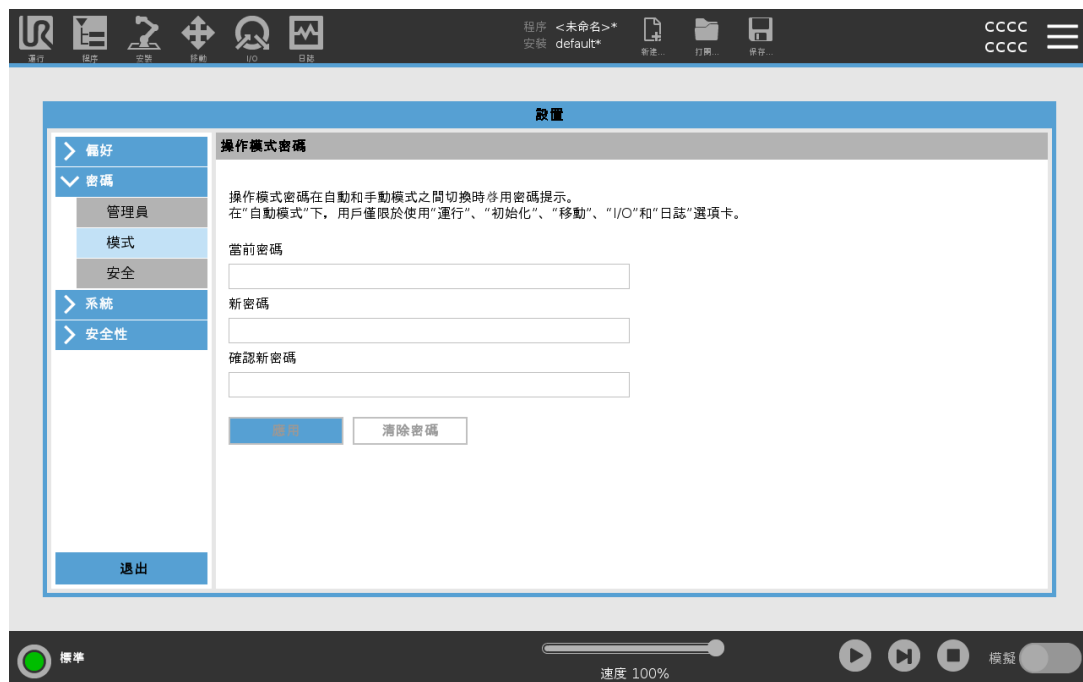 程序 <未命名>*
安裝 default*
運行
程序
安裝
移動
I/O
日誌
新建...
打開...
保存...
CCCC
CCCC
設置
偏好
密碼
管理員
模式
安全
系統
安全性
退出
操作模式密碼
操作模式密碼在自動和手動模式之間切換時啓用密碼提示。
在"自動模式"下，用戶僅限於使用"運行"、"初始化"、"移動"、"I/O"和"日誌"選項卡。
當前密碼
新密碼
確認新密碼
應用
清除密碼
標準
速度 100%
模擬